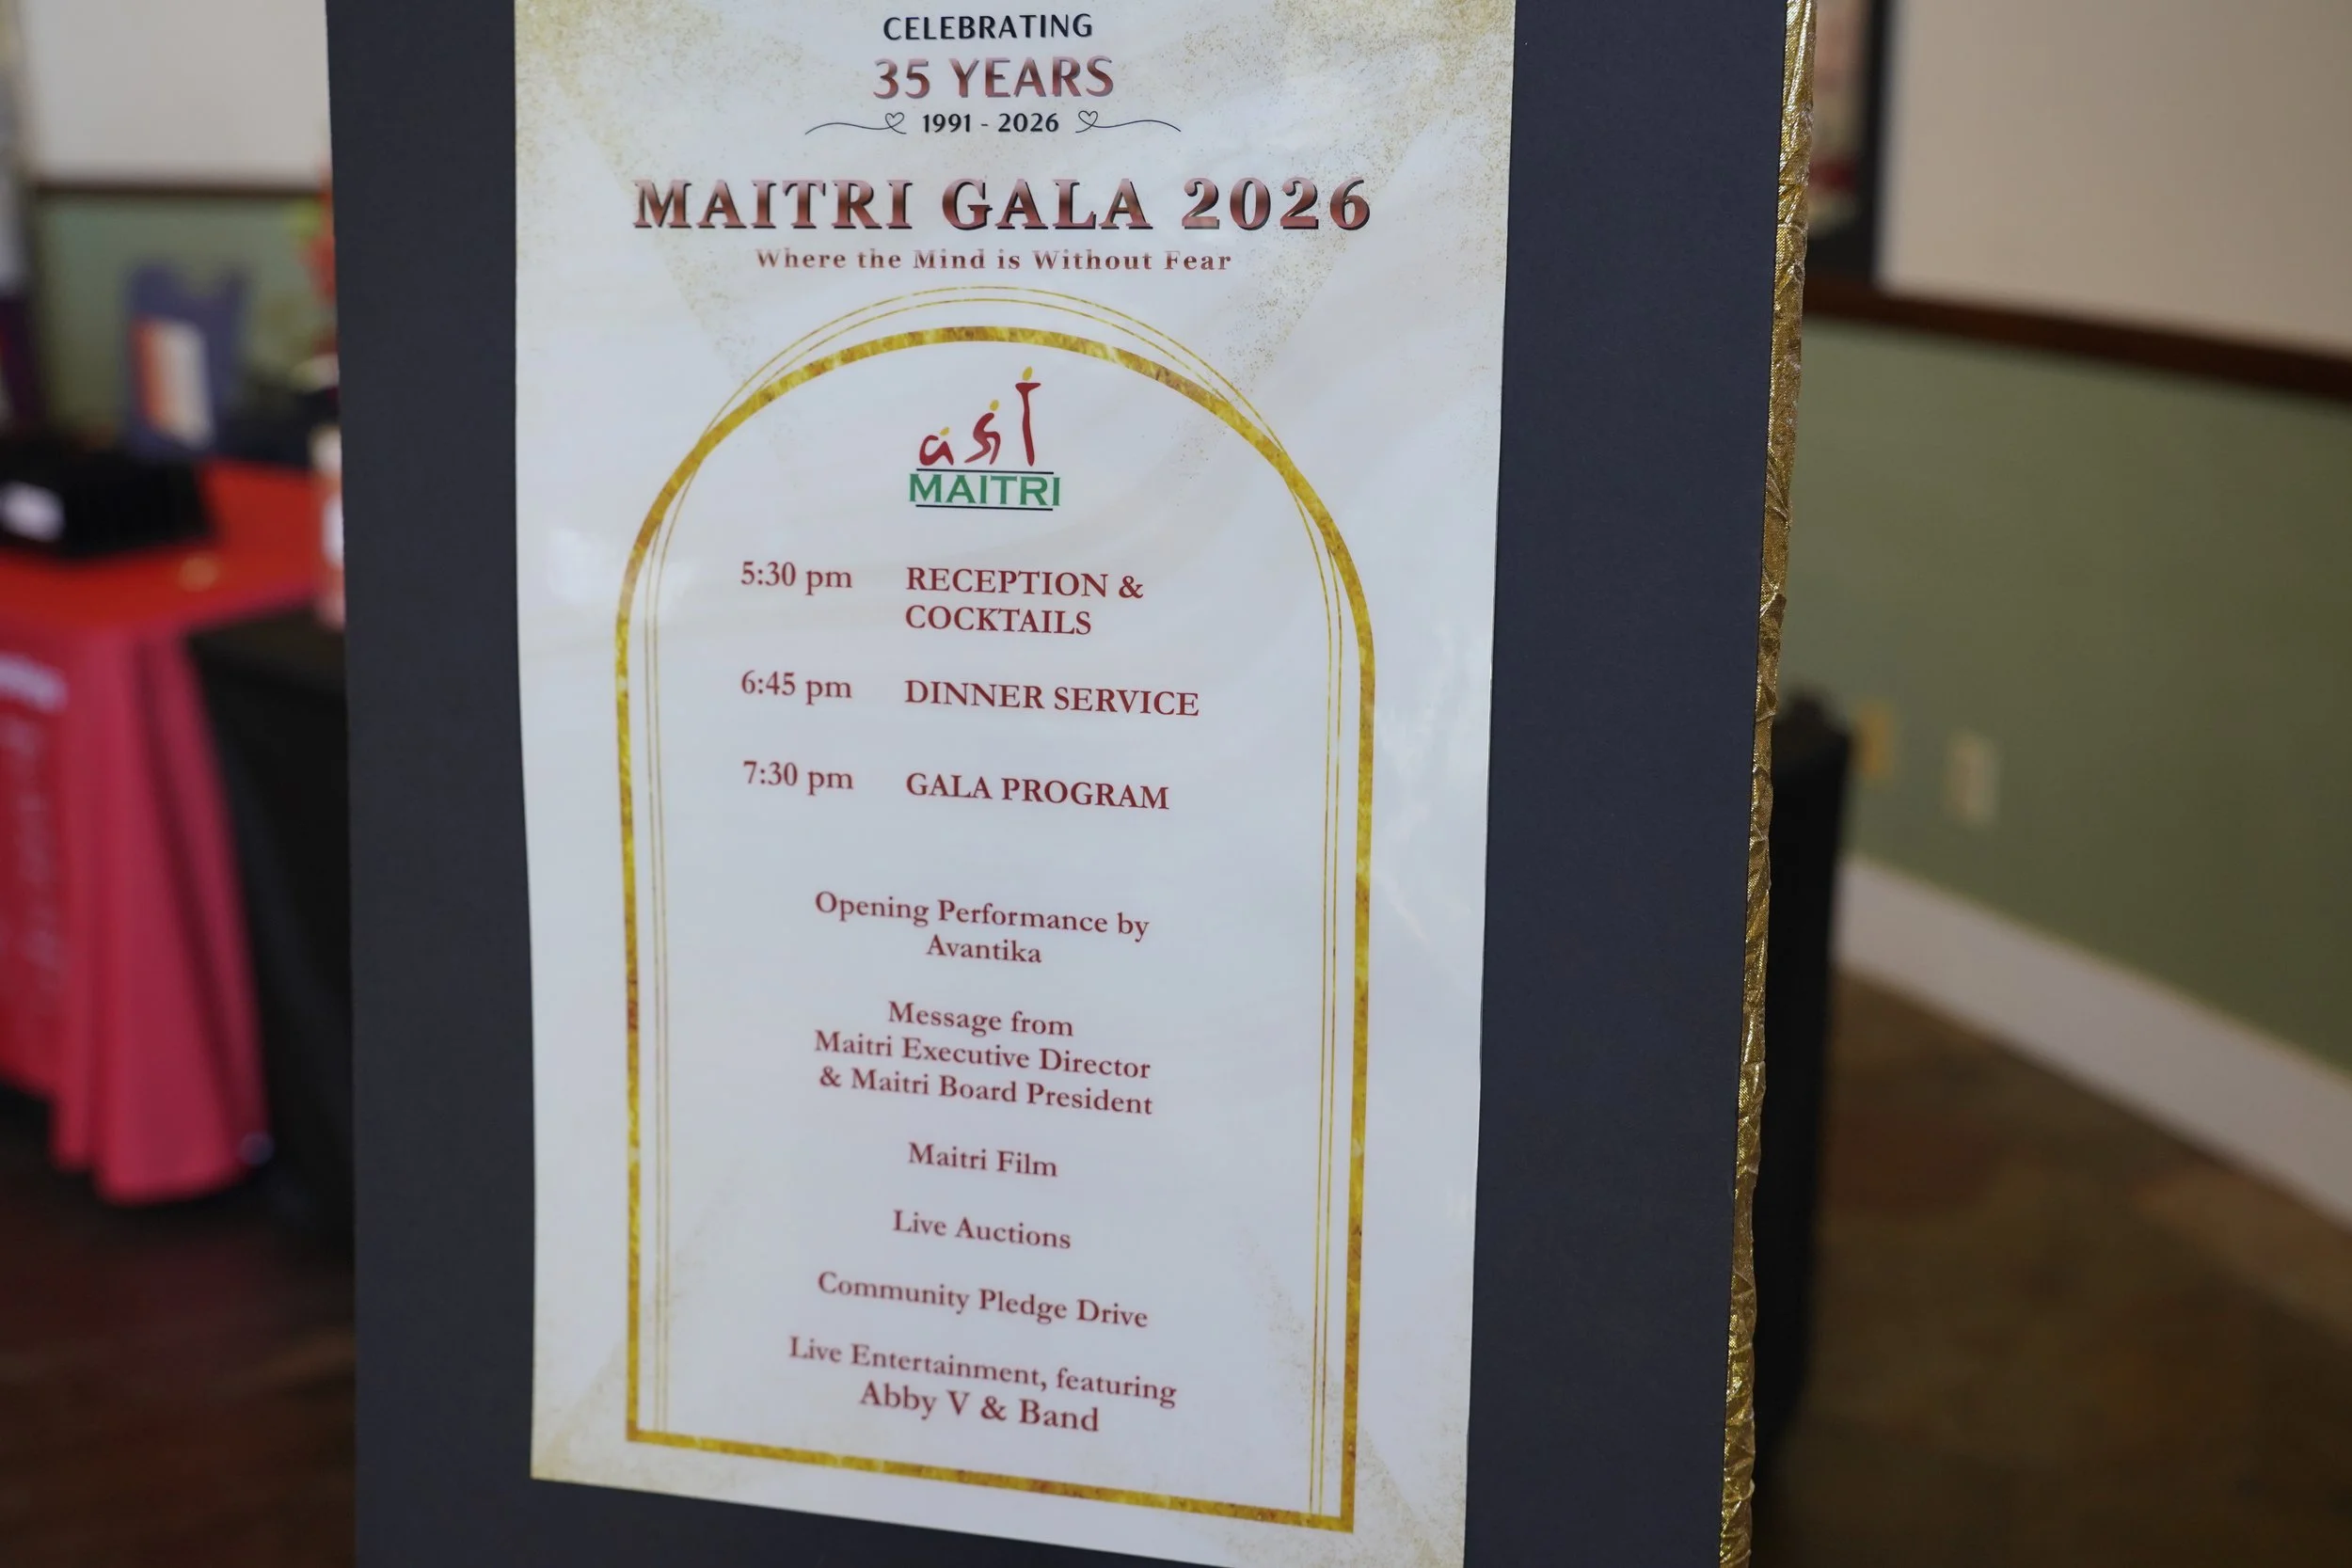 CELEBRATING
35 YEARS
1991 - 2026
MAITRI GALA 2026
Where the Mind is Without Fear
MAITRI
5:30 pm RECEPTION &
COCKTAILS
6:45 pm DINNER SERVICE
7:30 pm GALA PROGRAM
Opening Performance by
Avantika
Message from
Maitri Executive Director
& Maitri Board President
Maitri Film
Live Auctions
Community Pledge Drive
Live Entertainment, featuring
Abby V & Band